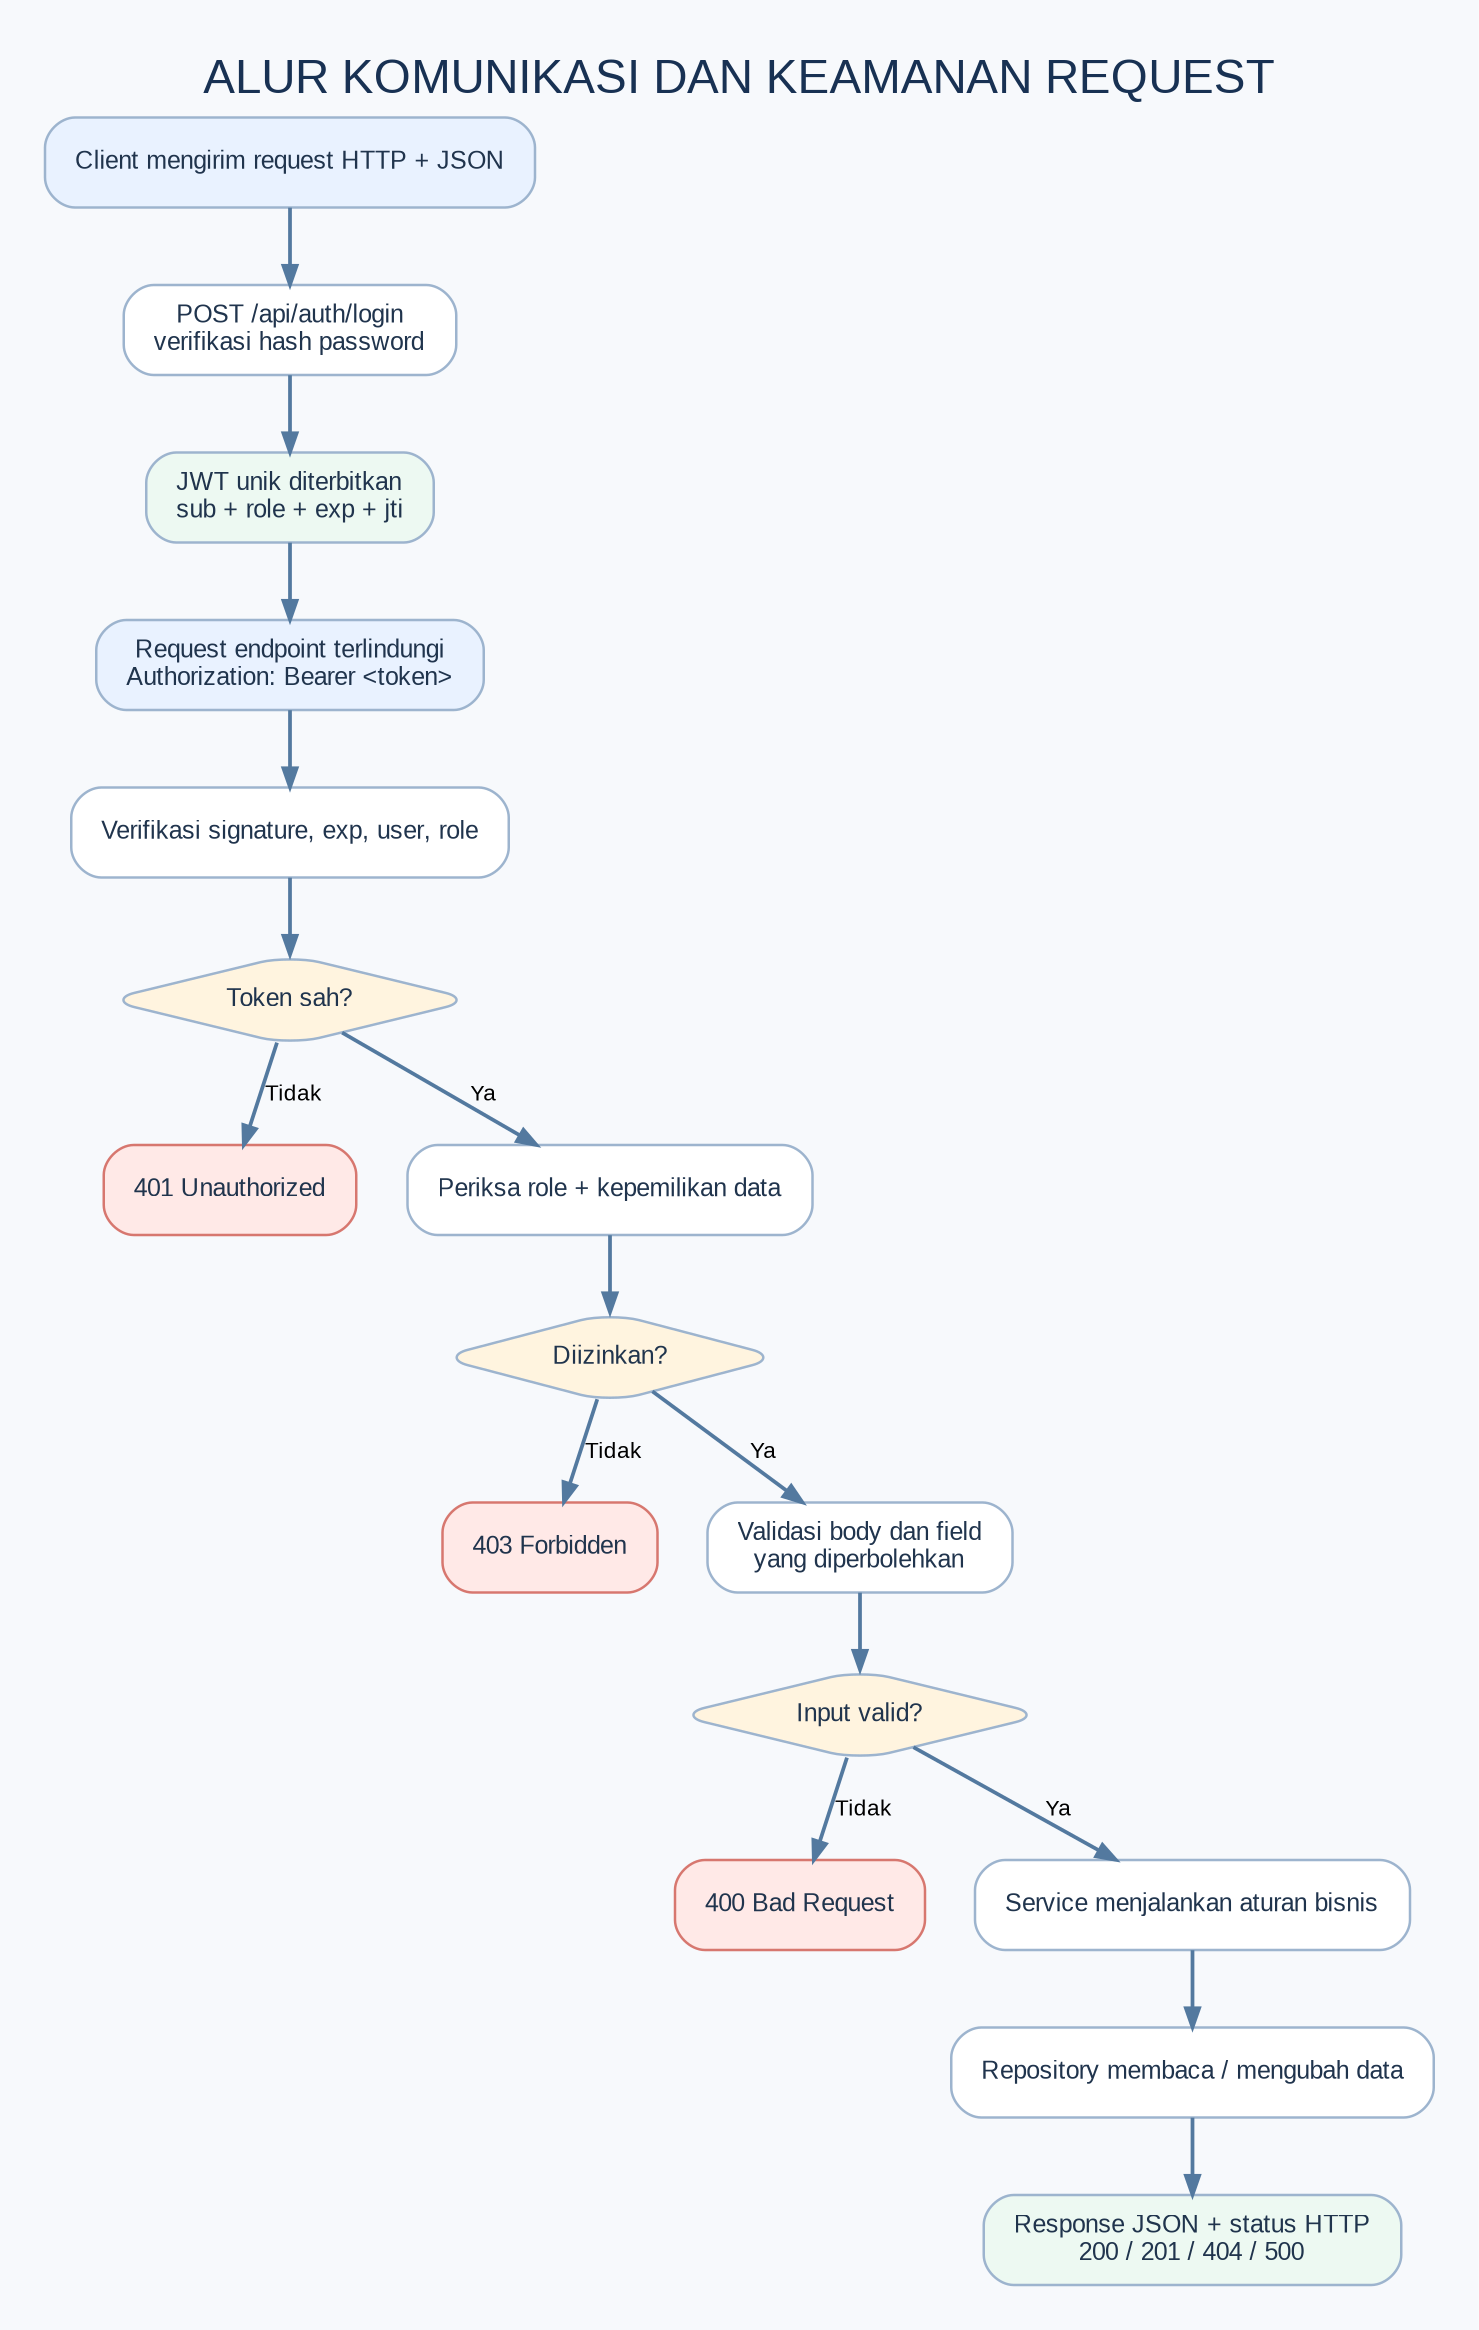 ALUR KOMUNIKASI DAN KEAMANAN REQUEST
Client mengirim request HTTP + JSON
POST /api/auth/login
verifikasi hash password
JWT unik diterbitkan
sub + role + exp + jti
Request endpoint terlindungi
Authorization: Bearer <token>
Verifikasi signature, exp, user, role
Token sah?
Tidak
Ya
401 Unauthorized
Periksa role + kepemilikan data
Diizinkan?
Tidak
Ya
403 Forbidden
Validasi body dan field
yang diperbolehkan
Input valid?
Tidak
Ya
400 Bad Request
Service menjalankan aturan bisnis
Repository membaca / mengubah data
Response JSON + status HTTP
200 / 201 / 404 / 500